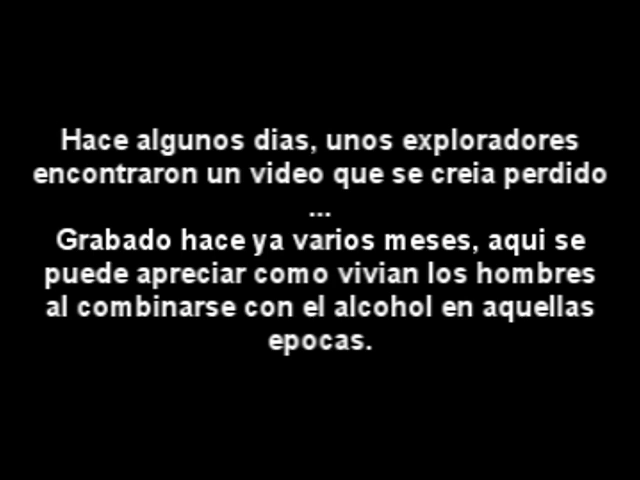 Hace algunos dias, unos exploradores
encontraron un video que se creia perdido
...
Grabado hace ya varios meses, aqui se
puede apreciar como vivian los hombres
al combinarse con el alcohol en aquellas
epocas.